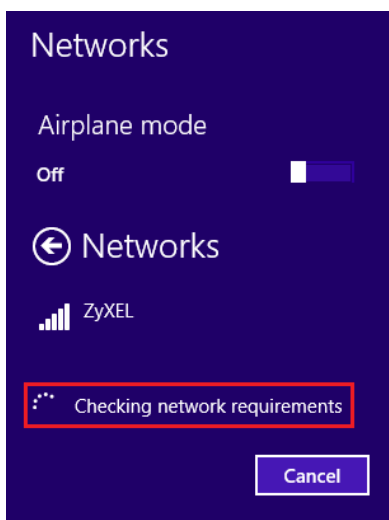 Networks
Airplane mode
Off
Networks
ZyXEL
Checking network requirements
Cancel